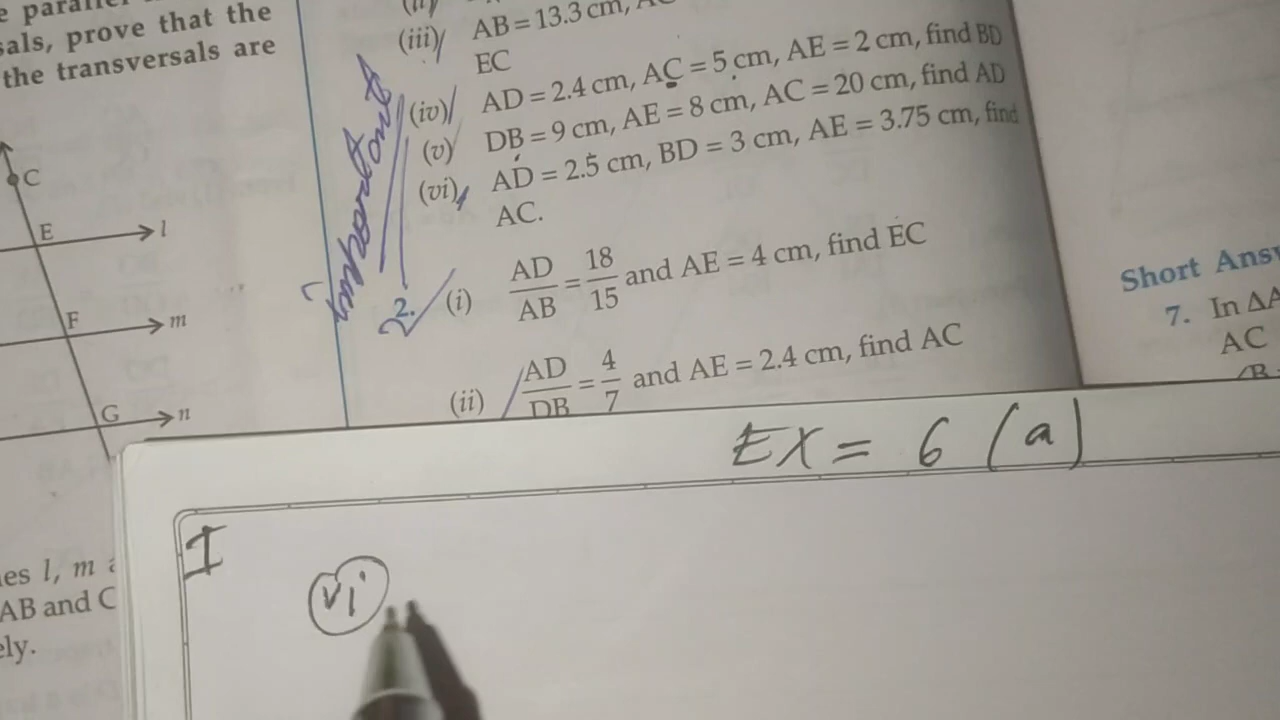 sals, prove that the
the transversals are
C
E
l
F
m
G
n
AB and C
ely.
Important
(iii) AB = 13.3 cm,
EC
(iv) AD = 2.4 cm, AC = 5 cm, AE = 2 cm, find BD
(v) DB = 9 cm, AE = 8 cm, AC = 20 cm, find AD
(vi) AD = 2.5 cm, BD = 3 cm, AE = 3.75 cm, find
AC.
2. (i) AD/AB = 18/15 and AE = 4 cm, find EC
(ii) AD/DB = 4/7 and AE = 2.4 cm, find AC
Short Answ
7. In ΔA
AC
∠B
EX = 6 (a)
I
vi